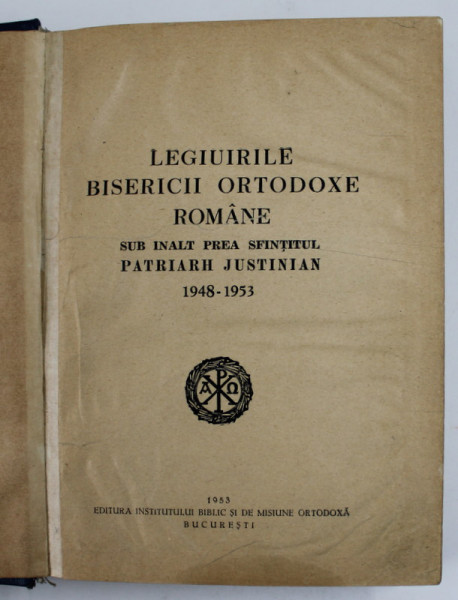 LEGIUIRILE
BISERICII ORTODOXE
ROMÂNE
SUB INALT PREA SFINȚITUL
PATRIARH JUSTINIAN
1948-1953
A P Ω
1953
EDITURA INSTITUTULUI BIBLIC ȘI DE MISIUNE ORTODOXĂ
BUCUREȘTI